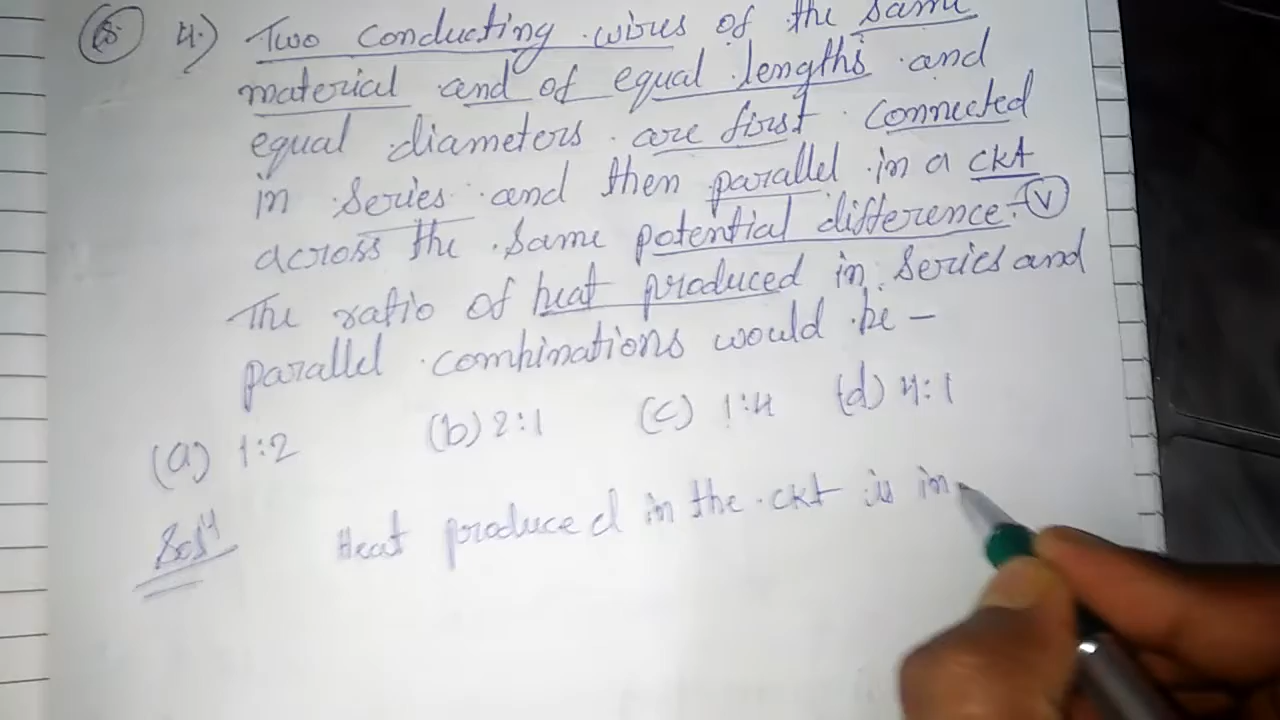 (8) 4.) Two conducting wires of the same
material and of equal lengths and
equal diameters are first connected
in series and then parallel in a ckt
across the same potential difference. (V)
The ratio of heat produced in series and
parallel combinations would be –
(a) 1:2 (b) 2:1 (c) 1:4 (d) 4:1
Solⁿ Heat produced in the ckt is in